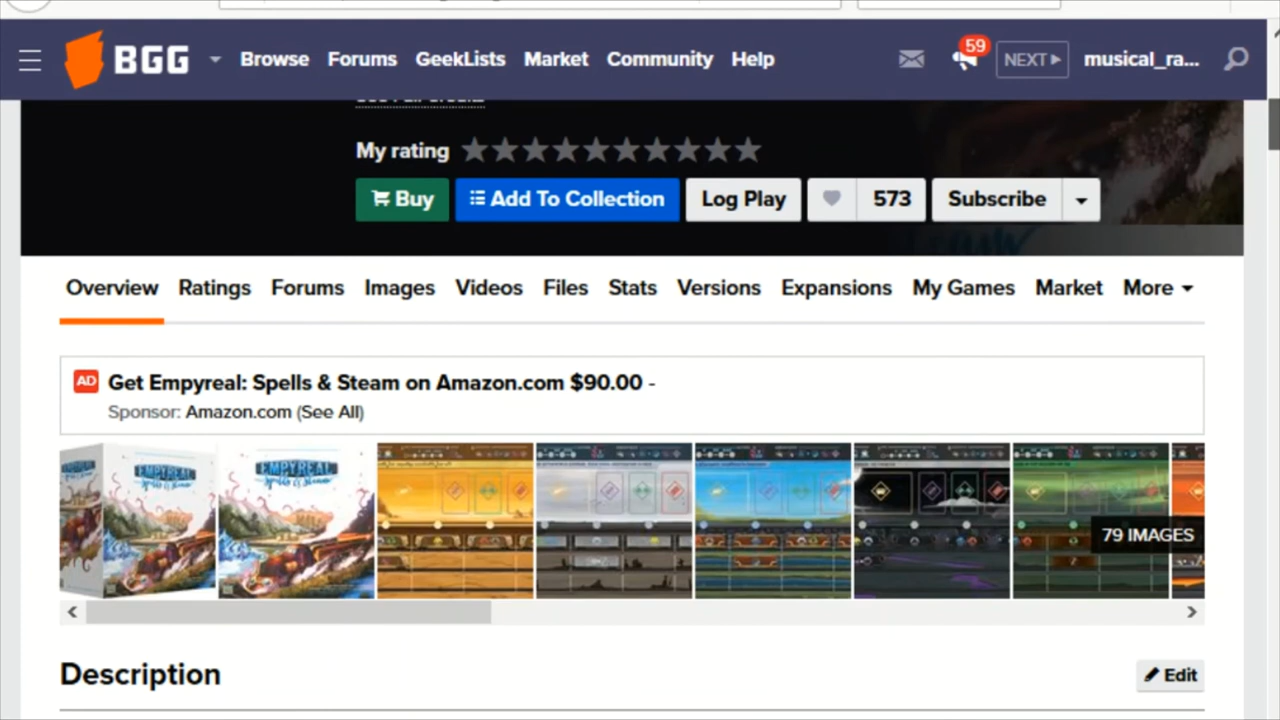 BGG Browse Forums GeekLists Market Community Help 59 NEXT musical_ra...
My rating
Buy Add To Collection Log Play 573 Subscribe
Overview Ratings Forums Images Videos Files Stats Versions Expansions My Games Market More
AD Get Empyreal: Spells & Steam on Amazon.com $90.00 -
Sponsor: Amazon.com (See All)
EMPYREAL EMPYREAL
Spells & Steam Spells & Steam
79 IMAGES
Description Edit